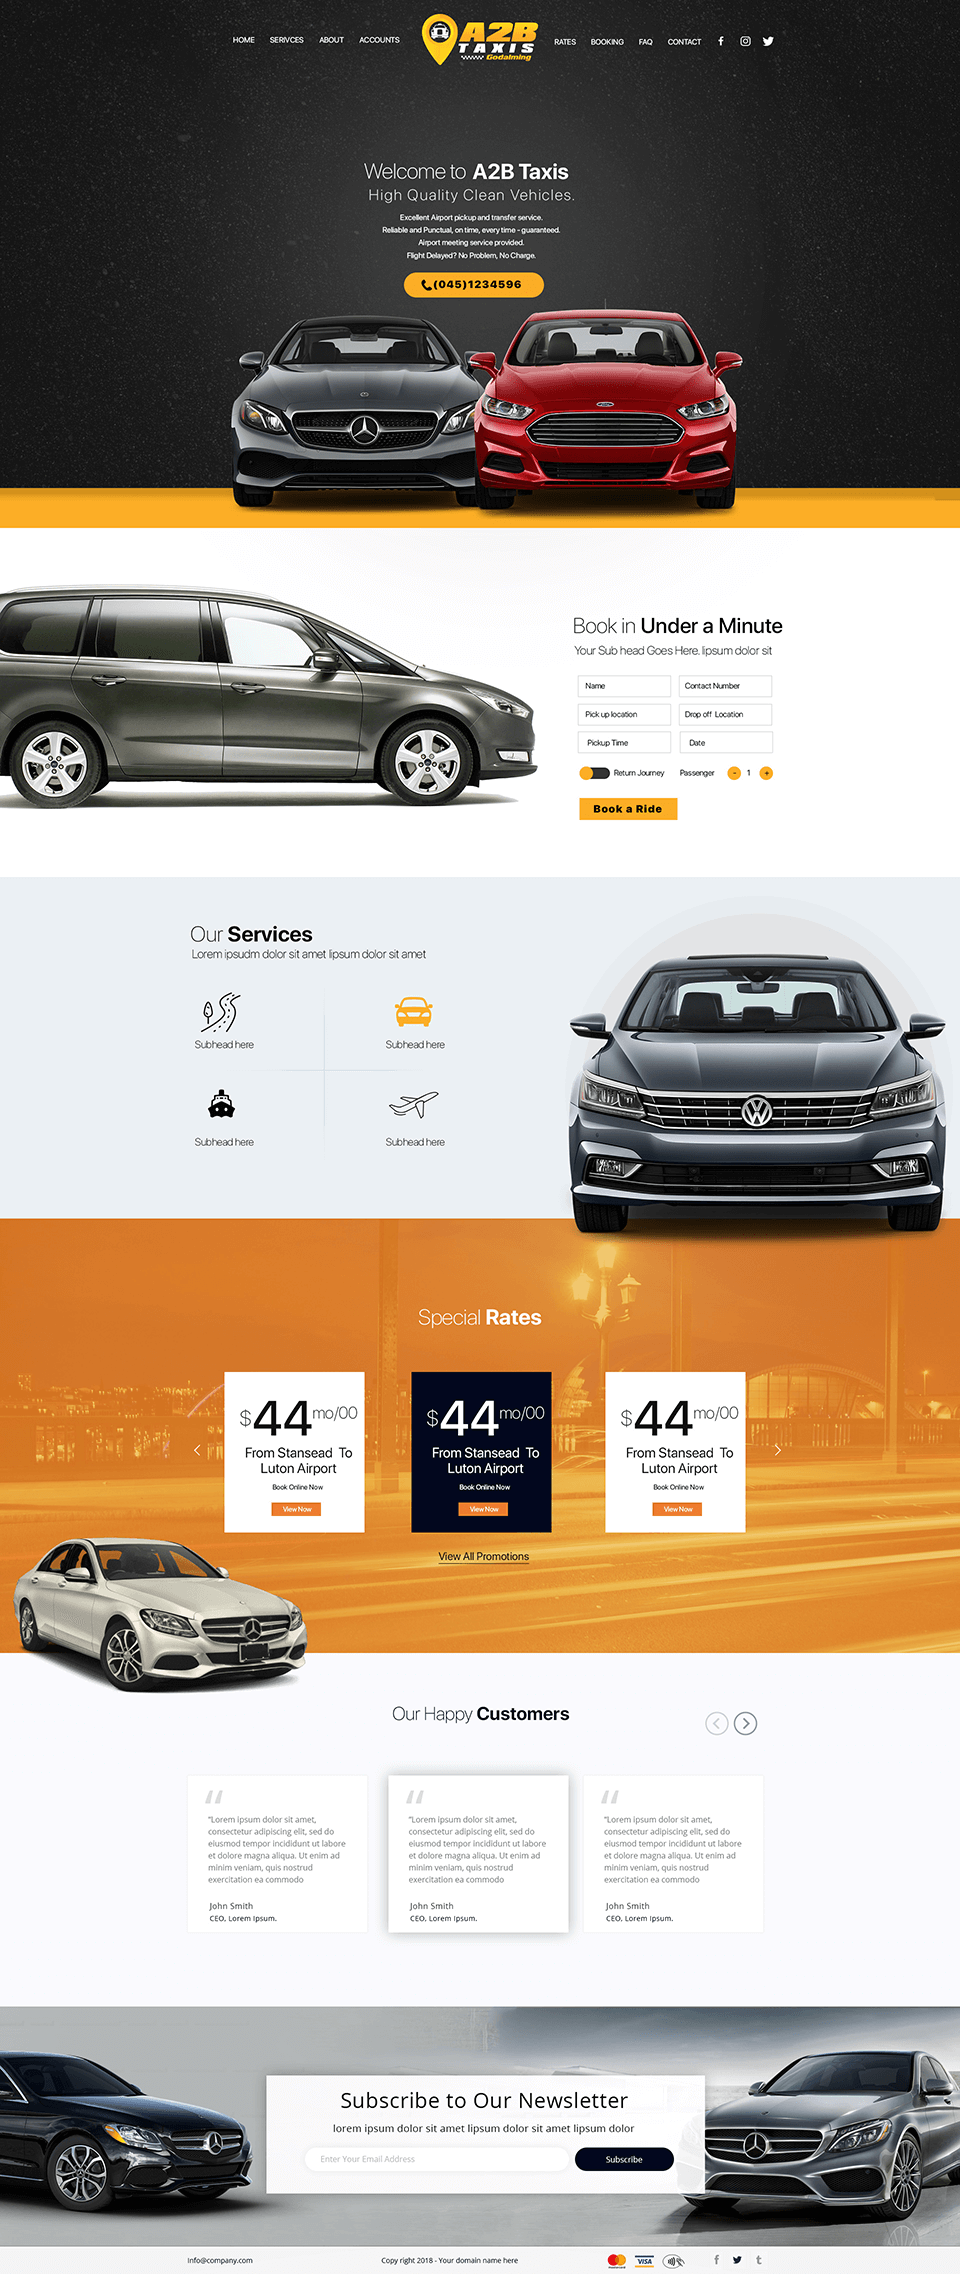 HOME SERIVCES ABOUT ACCOUNTS
A2B
TAXIS
Godalming
RATES BOOKING FAQ CONTACT
Welcome to A2B Taxis
High Quality Clean Vehicles.
Excellent Airport pickup and transfer service.
Reliable and Punctual, on time, every time - guaranteed.
Airport meeting service provided.
Flight Delayed? No Problem, No Charge.
(045)1234596
Book in Under a Minute
Your Sub head Goes Here. lipsum dolor sit
Name Contact Number
Pick up location Drop off Location
Pickup Time Date
Return Journey Passenger - 1 +
Book a Ride
Our Services
Lorem ipsudm dolor sit amet lipsum dolor sit amet
Subhead here Subhead here
Subhead here Subhead here
Special Rates
$44mo/00
From Stansead To
Luton Airport
Book Online Now
View Now
$44mo/00
From Stansead To
Luton Airport
Book Online Now
View Now
$44mo/00
From Stansead To
Luton Airport
Book Online Now
View Now
View All Promotions
Our Happy Customers
“Lorem ipsum dolor sit amet,
consectetur adipiscing elit, sed do
eiusmod tempor incididunt ut labore
et dolore magna aliqua. Ut enim ad
minim veniam, quis nostrud
exercitation ea commodo
John Smith
CEO, Lorem Ipsum.
“Lorem ipsum dolor sit amet,
consectetur adipiscing elit, sed do
eiusmod tempor incididunt ut labore
et dolore magna aliqua. Ut enim ad
minim veniam, quis nostrud
exercitation ea commodo
John Smith
CEO, Lorem Ipsum.
“Lorem ipsum dolor sit amet,
consectetur adipiscing elit, sed do
eiusmod tempor incididunt ut labore
et dolore magna aliqua. Ut enim ad
minim veniam, quis nostrud
exercitation ea commodo
John Smith
CEO, Lorem Ipsum.
Subscribe to Our Newsletter
lorem ipsum dolor sit amet lipsum dolor sit amet lipsum dolor
Enter Your Email Address
Subscribe
Info@company.com
Copy right 2018 - Your domain name here
VISA